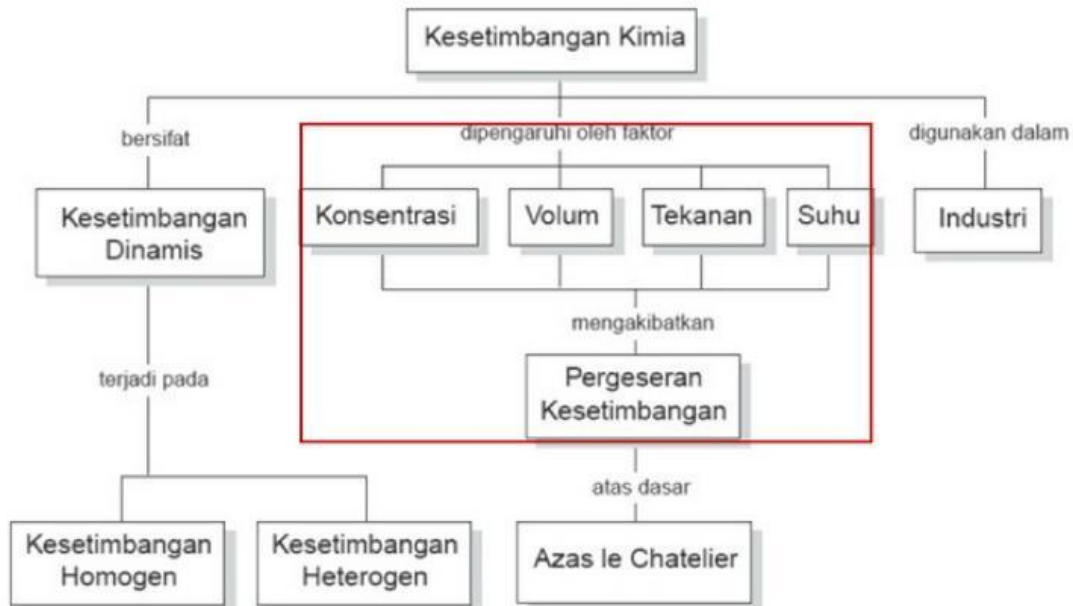 Kesetimbangan Kimia
bersifat
dipengaruhi oleh faktor
digunakan dalam
Kesetimbangan
Dinamis
Konsentrasi
Volum
Tekanan
Suhu
Industri
mengakibatkan
Pergeseran
Kesetimbangan
terjadi pada
atas dasar
Kesetimbangan
Homogen
Kesetimbangan
Heterogen
Azas le Chatelier